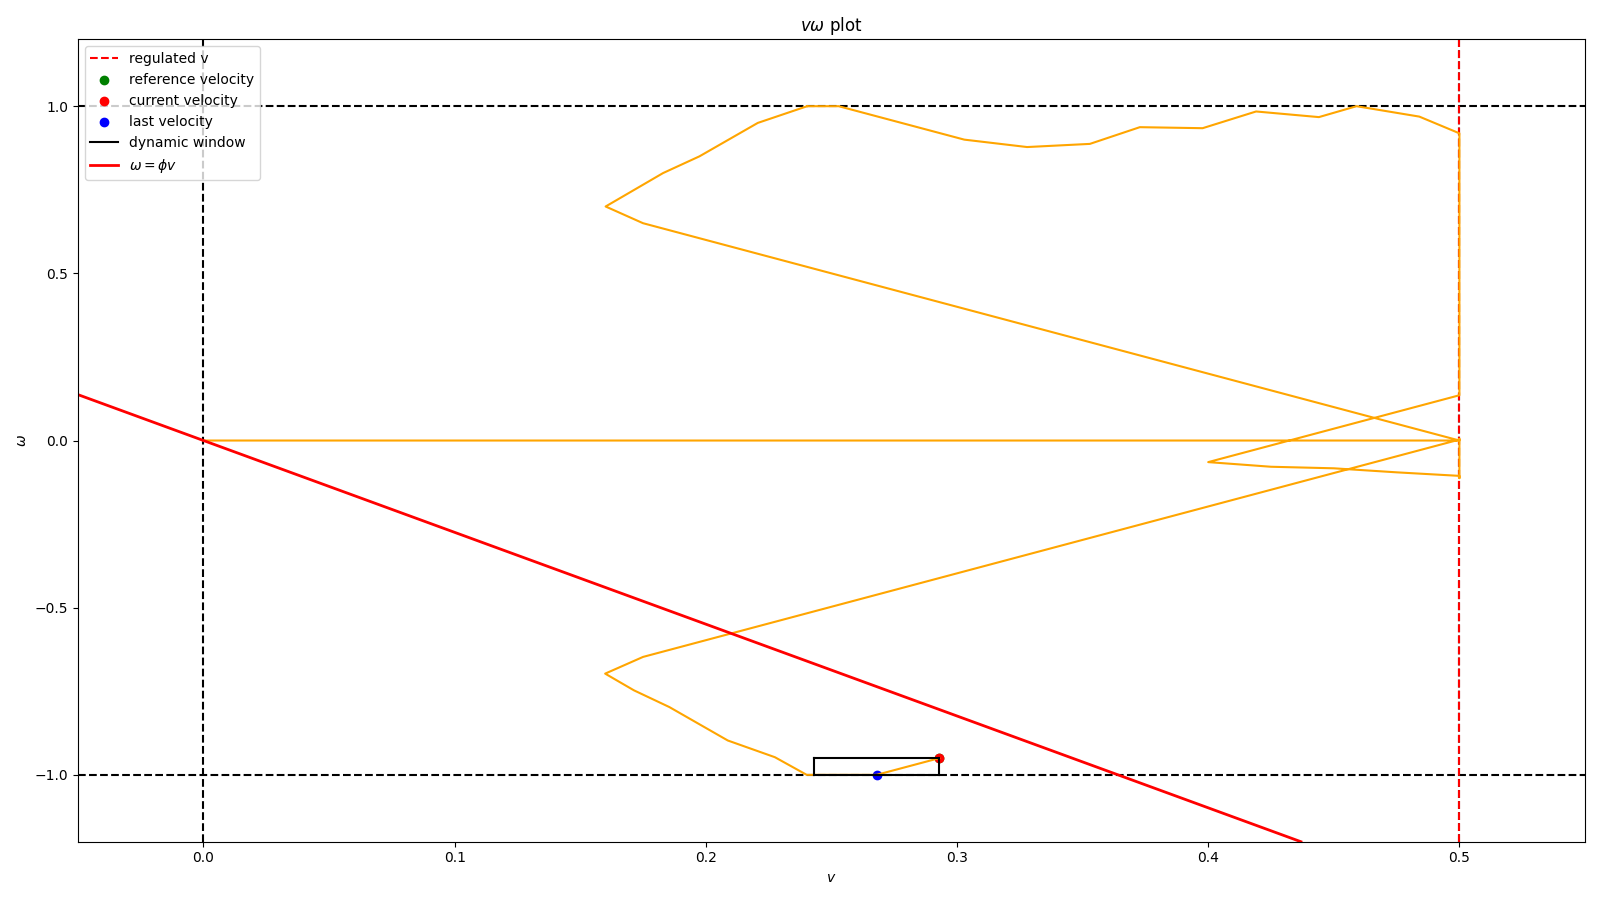 vω plot
regulated v
reference velocity
current velocity
last velocity
dynamic window
ω = ϕv
1.0
0.5
0.0
−0.5
−1.0
ω
0.0 0.1 0.2 0.3 0.4 0.5
v